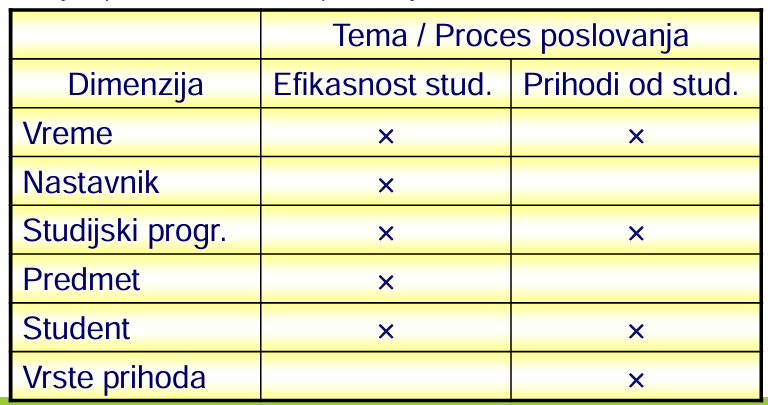 Tema / Proces poslovanja
Dimenzija Efikasnost stud. Prihodi od stud.
Vreme × ×
Nastavnik ×
Studijski progr. × ×
Predmet ×
Student × ×
Vrste prihoda ×